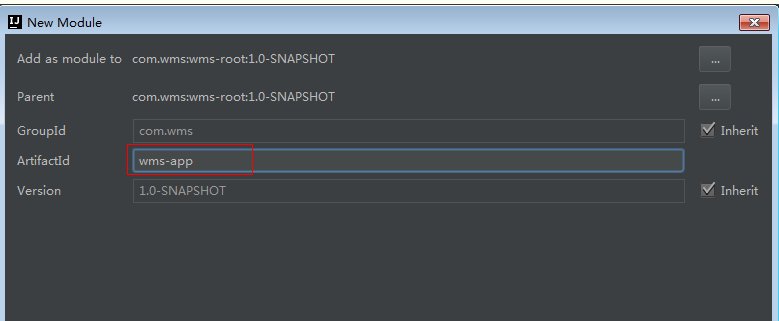 New Module
Add as module to com.wms:wms-root:1.0-SNAPSHOT ...
Parent com.wms:wms-root:1.0-SNAPSHOT ...
GroupId com.wms Inherit
ArtifactId wms-app
Version 1.0-SNAPSHOT Inherit